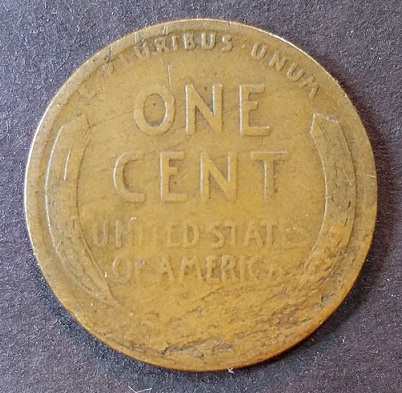 PLURIBUS·UNUM
ONE
CENT
UNITED·STATES
OF·AMERICA